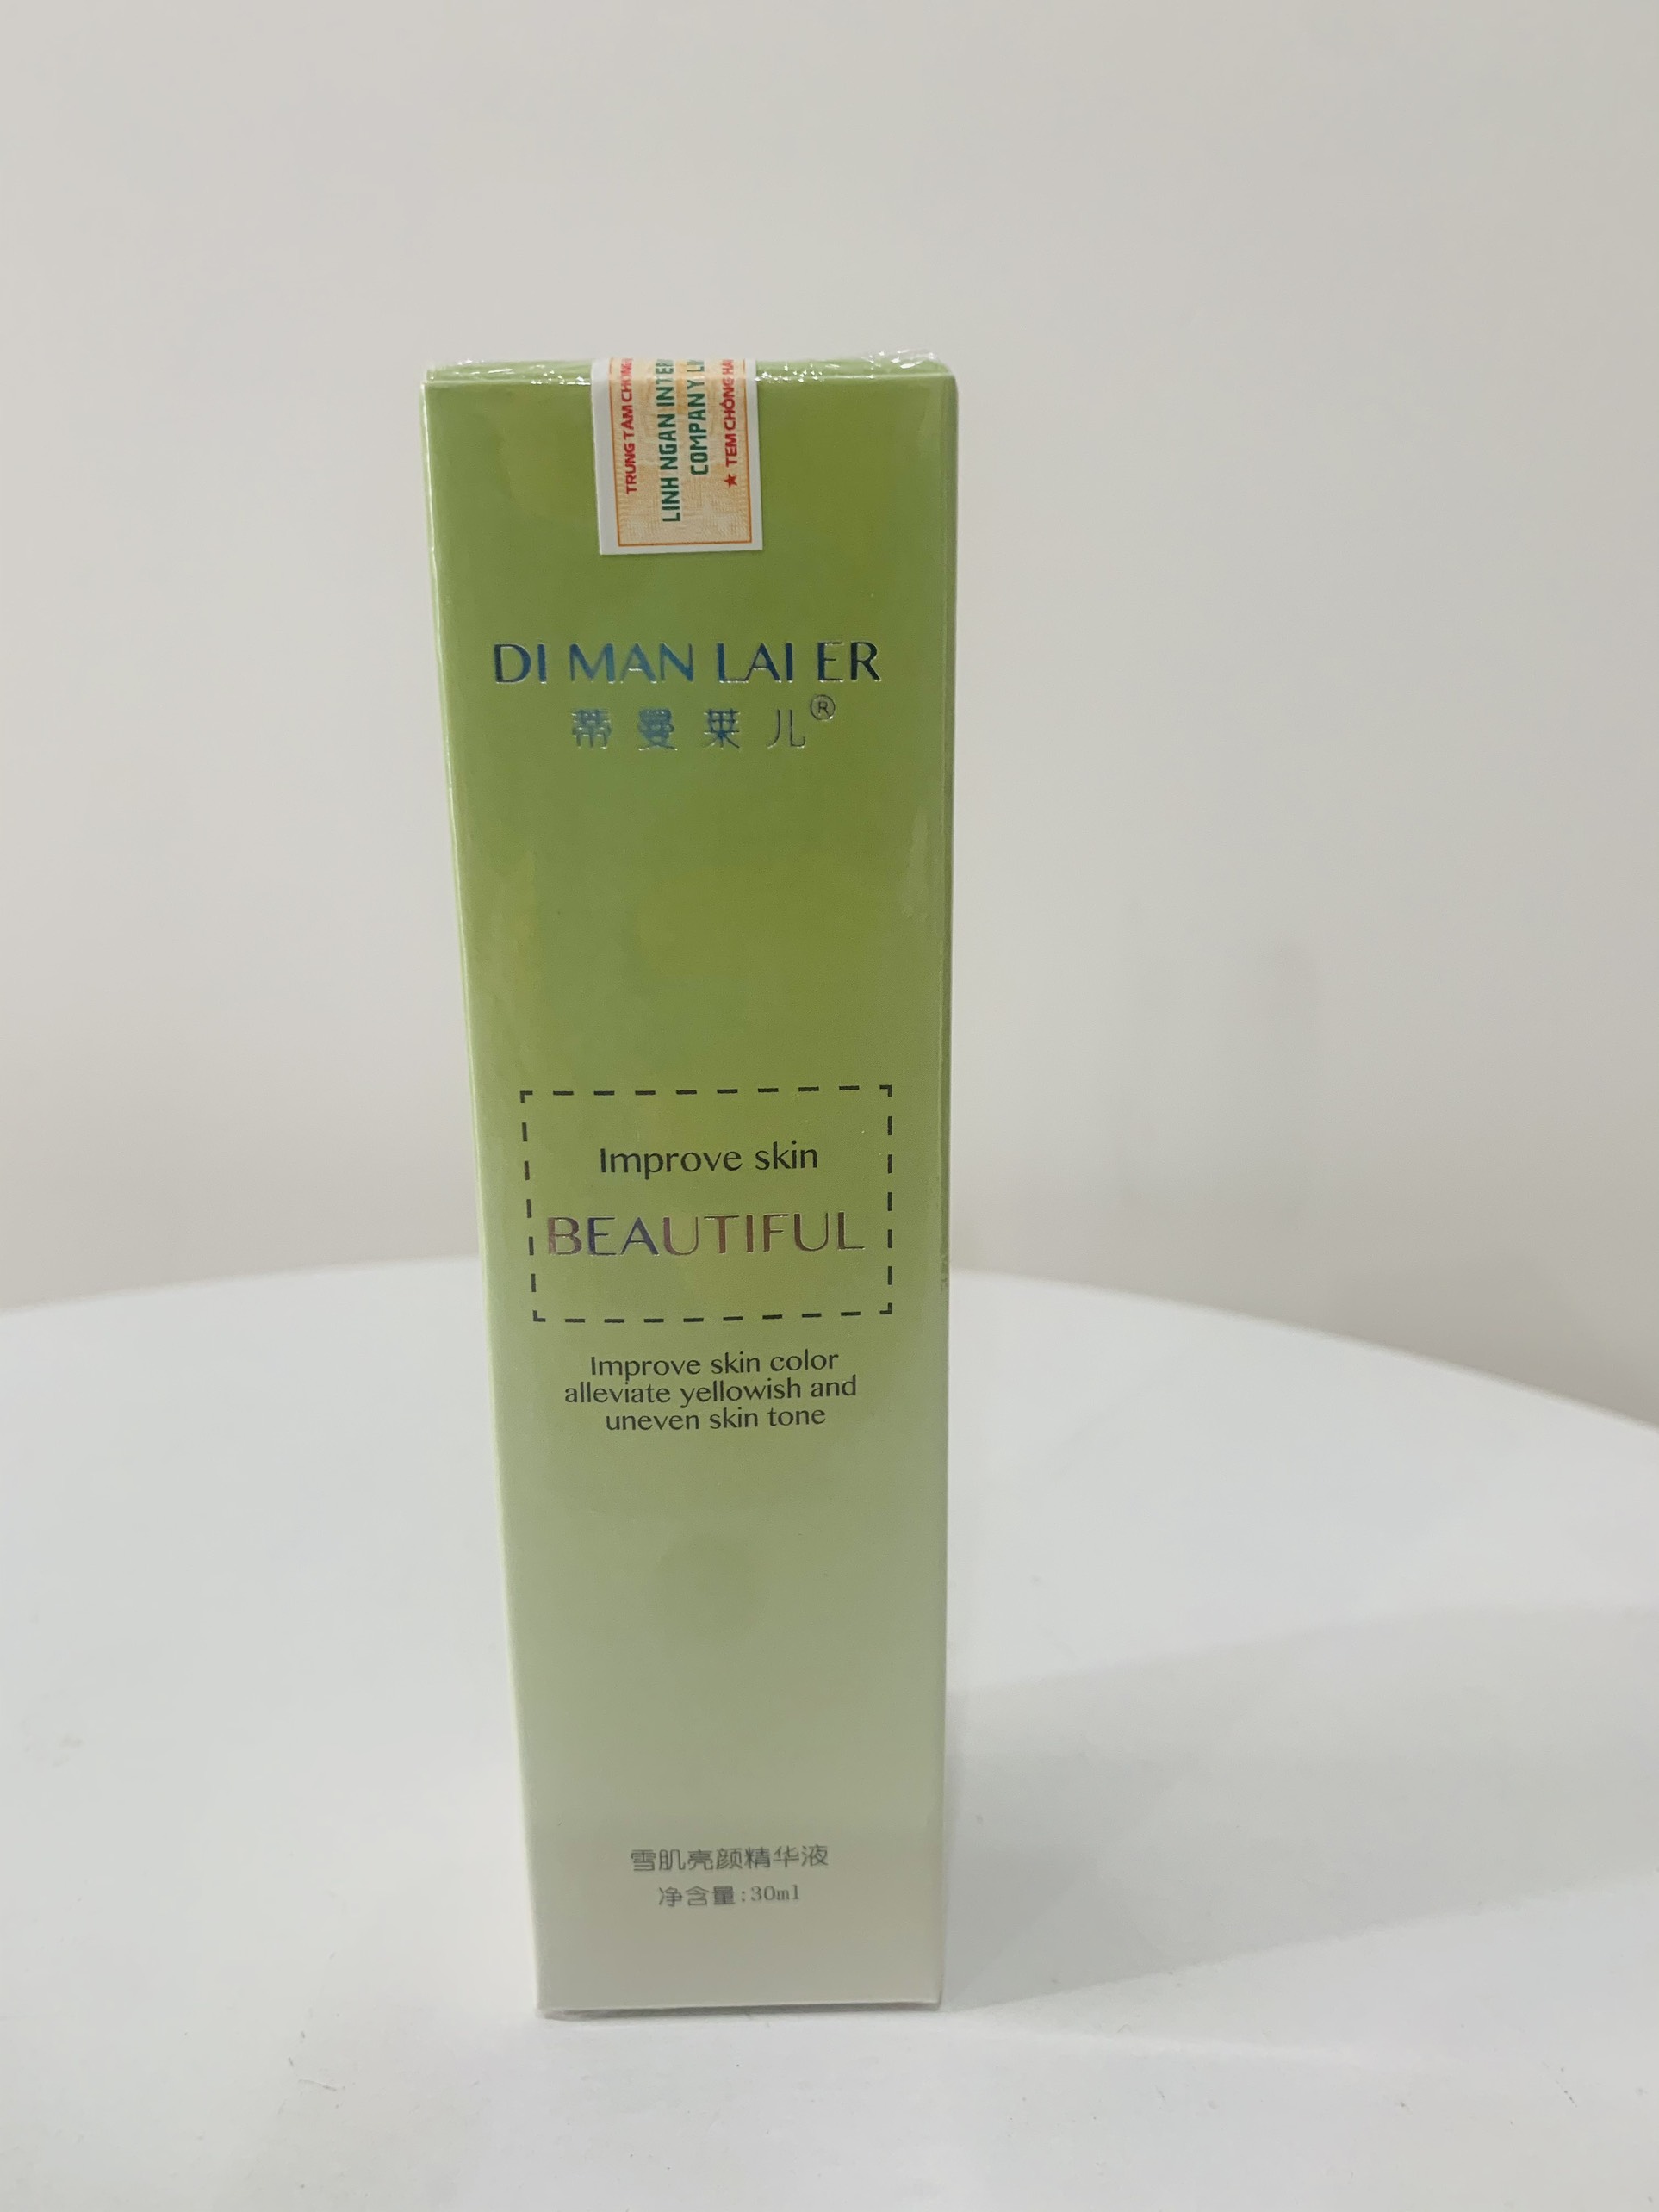 TRUNG TÂM CHỐNG
LINH NGAN INTER
COMPANY LI
★ TEM CHỐNG HÀ
DI MAN LAI ER
蒂曼莱儿®
Improve skin
BEAUTIFUL
Improve skin color
alleviate yellowish and
uneven skin tone
雪肌亮颜精华液
净含量:30ml